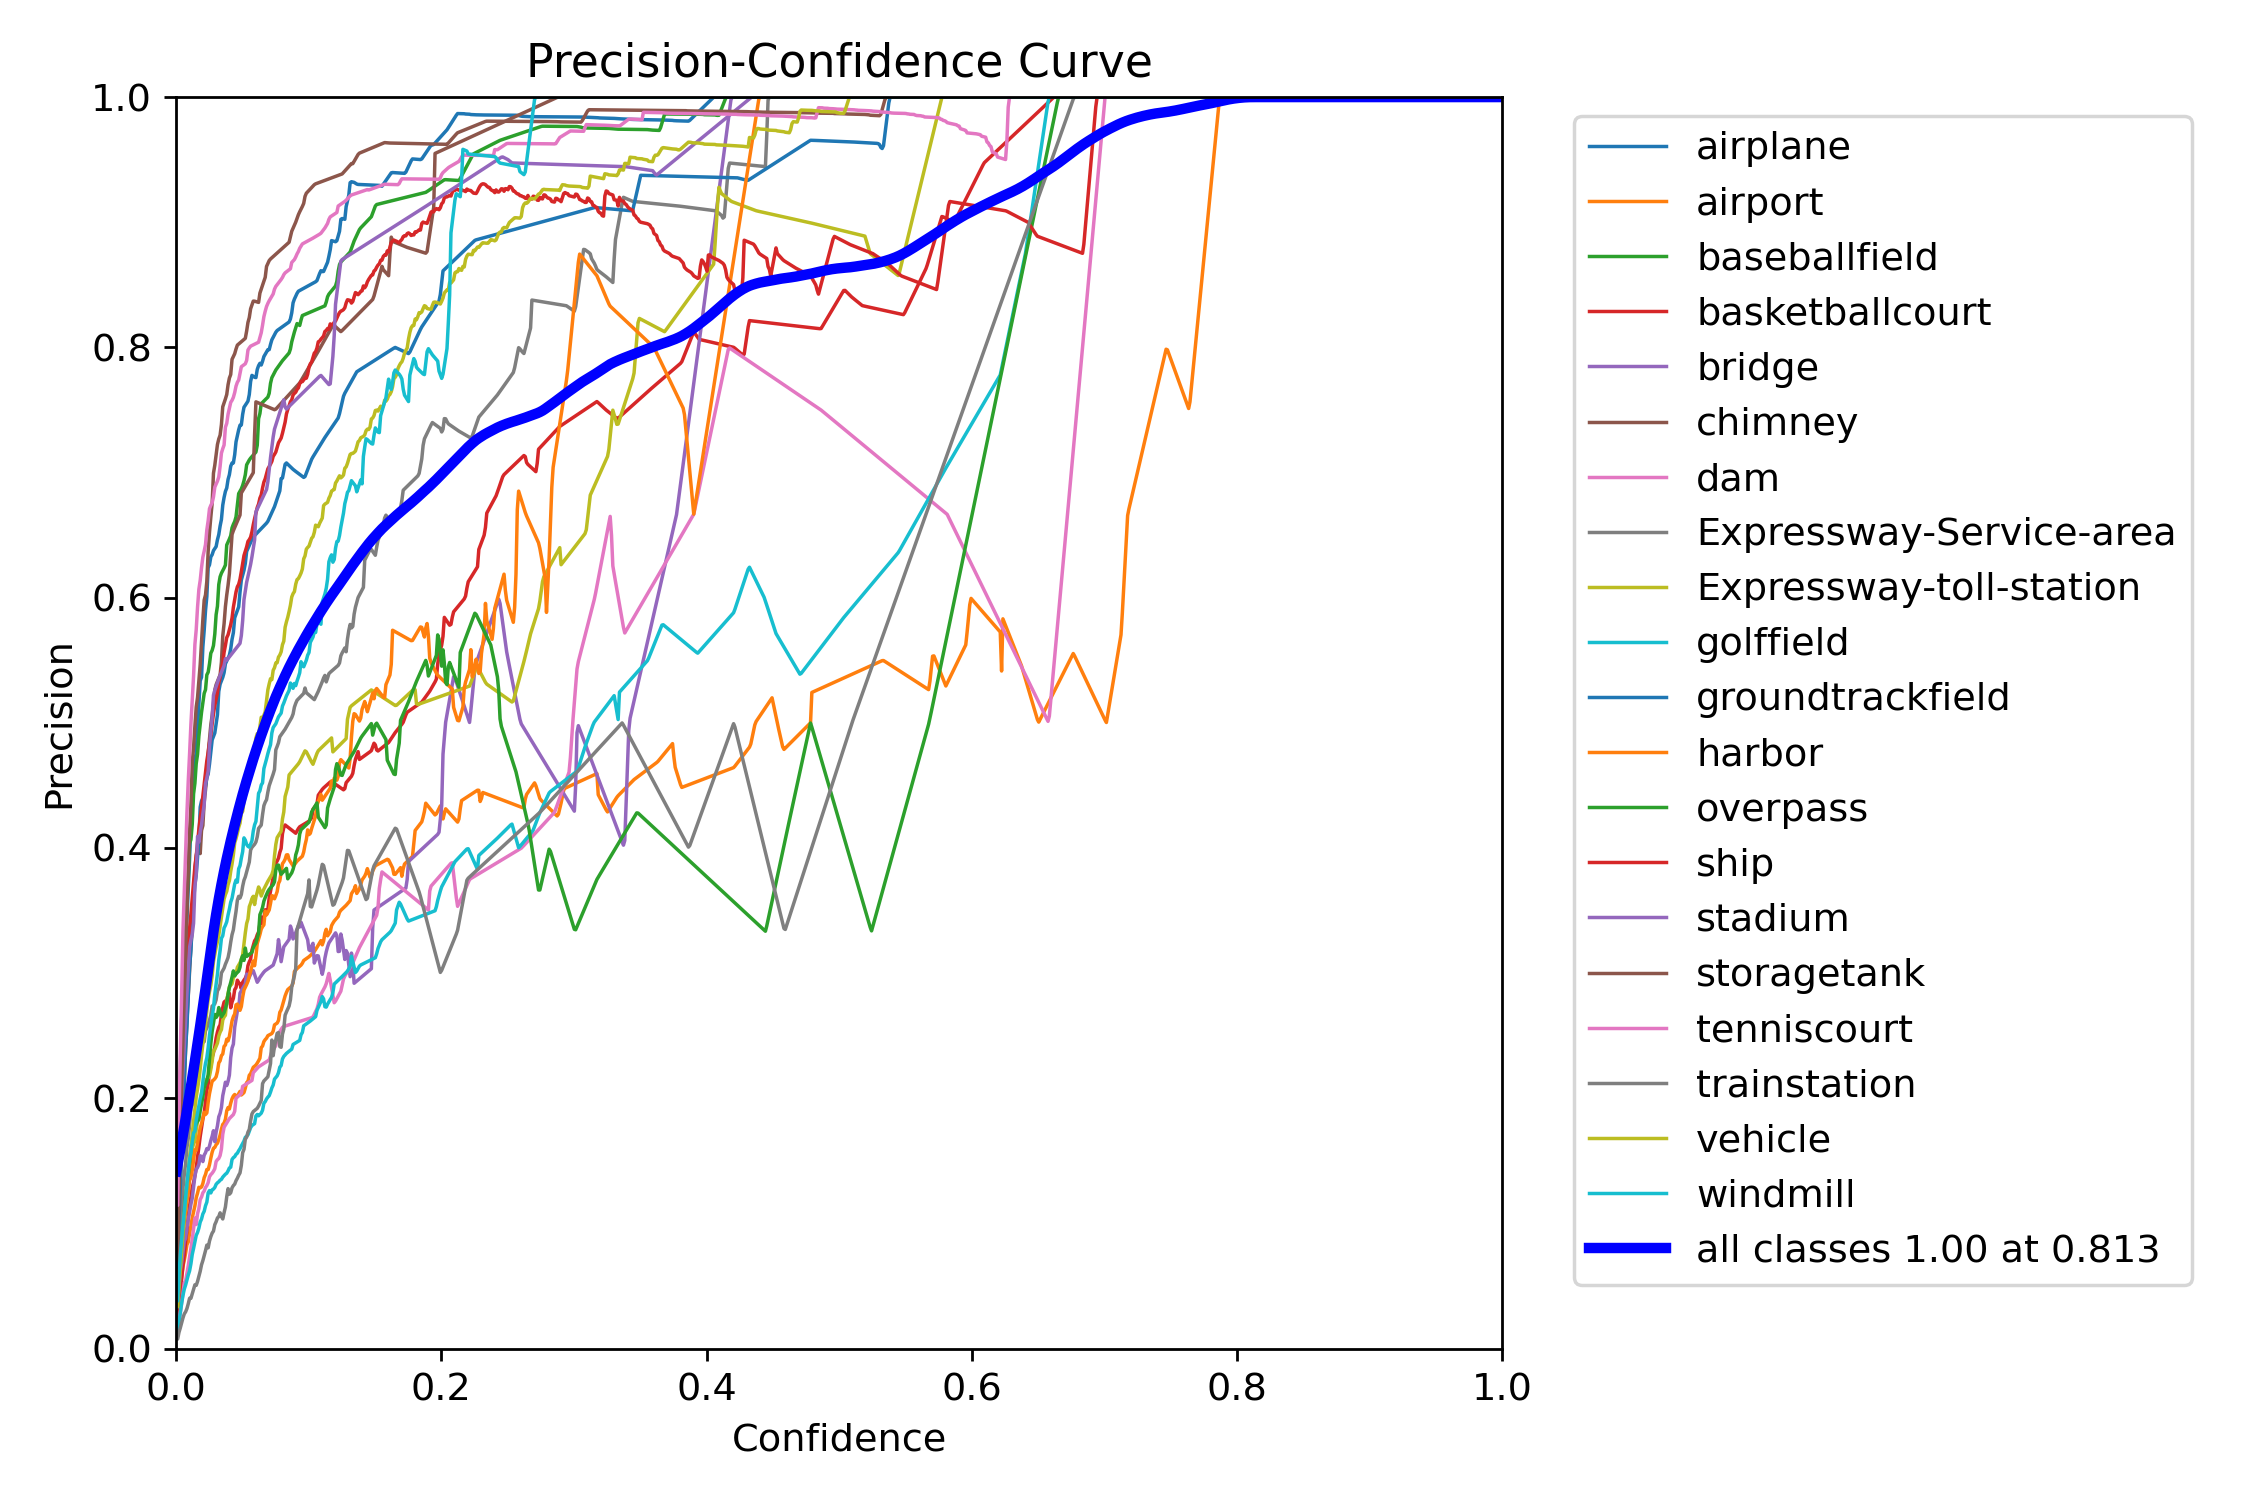 Precision-Confidence Curve
1.0
0.8
0.6
0.4
0.2
0.0
Precision
0.0 0.2 0.4 0.6 0.8 1.0
Confidence
airplane
airport
baseballfield
basketballcourt
bridge
chimney
dam
Expressway-Service-area
Expressway-toll-station
golffield
groundtrackfield
harbor
overpass
ship
stadium
storagetank
tenniscourt
trainstation
vehicle
windmill
all classes 1.00 at 0.813